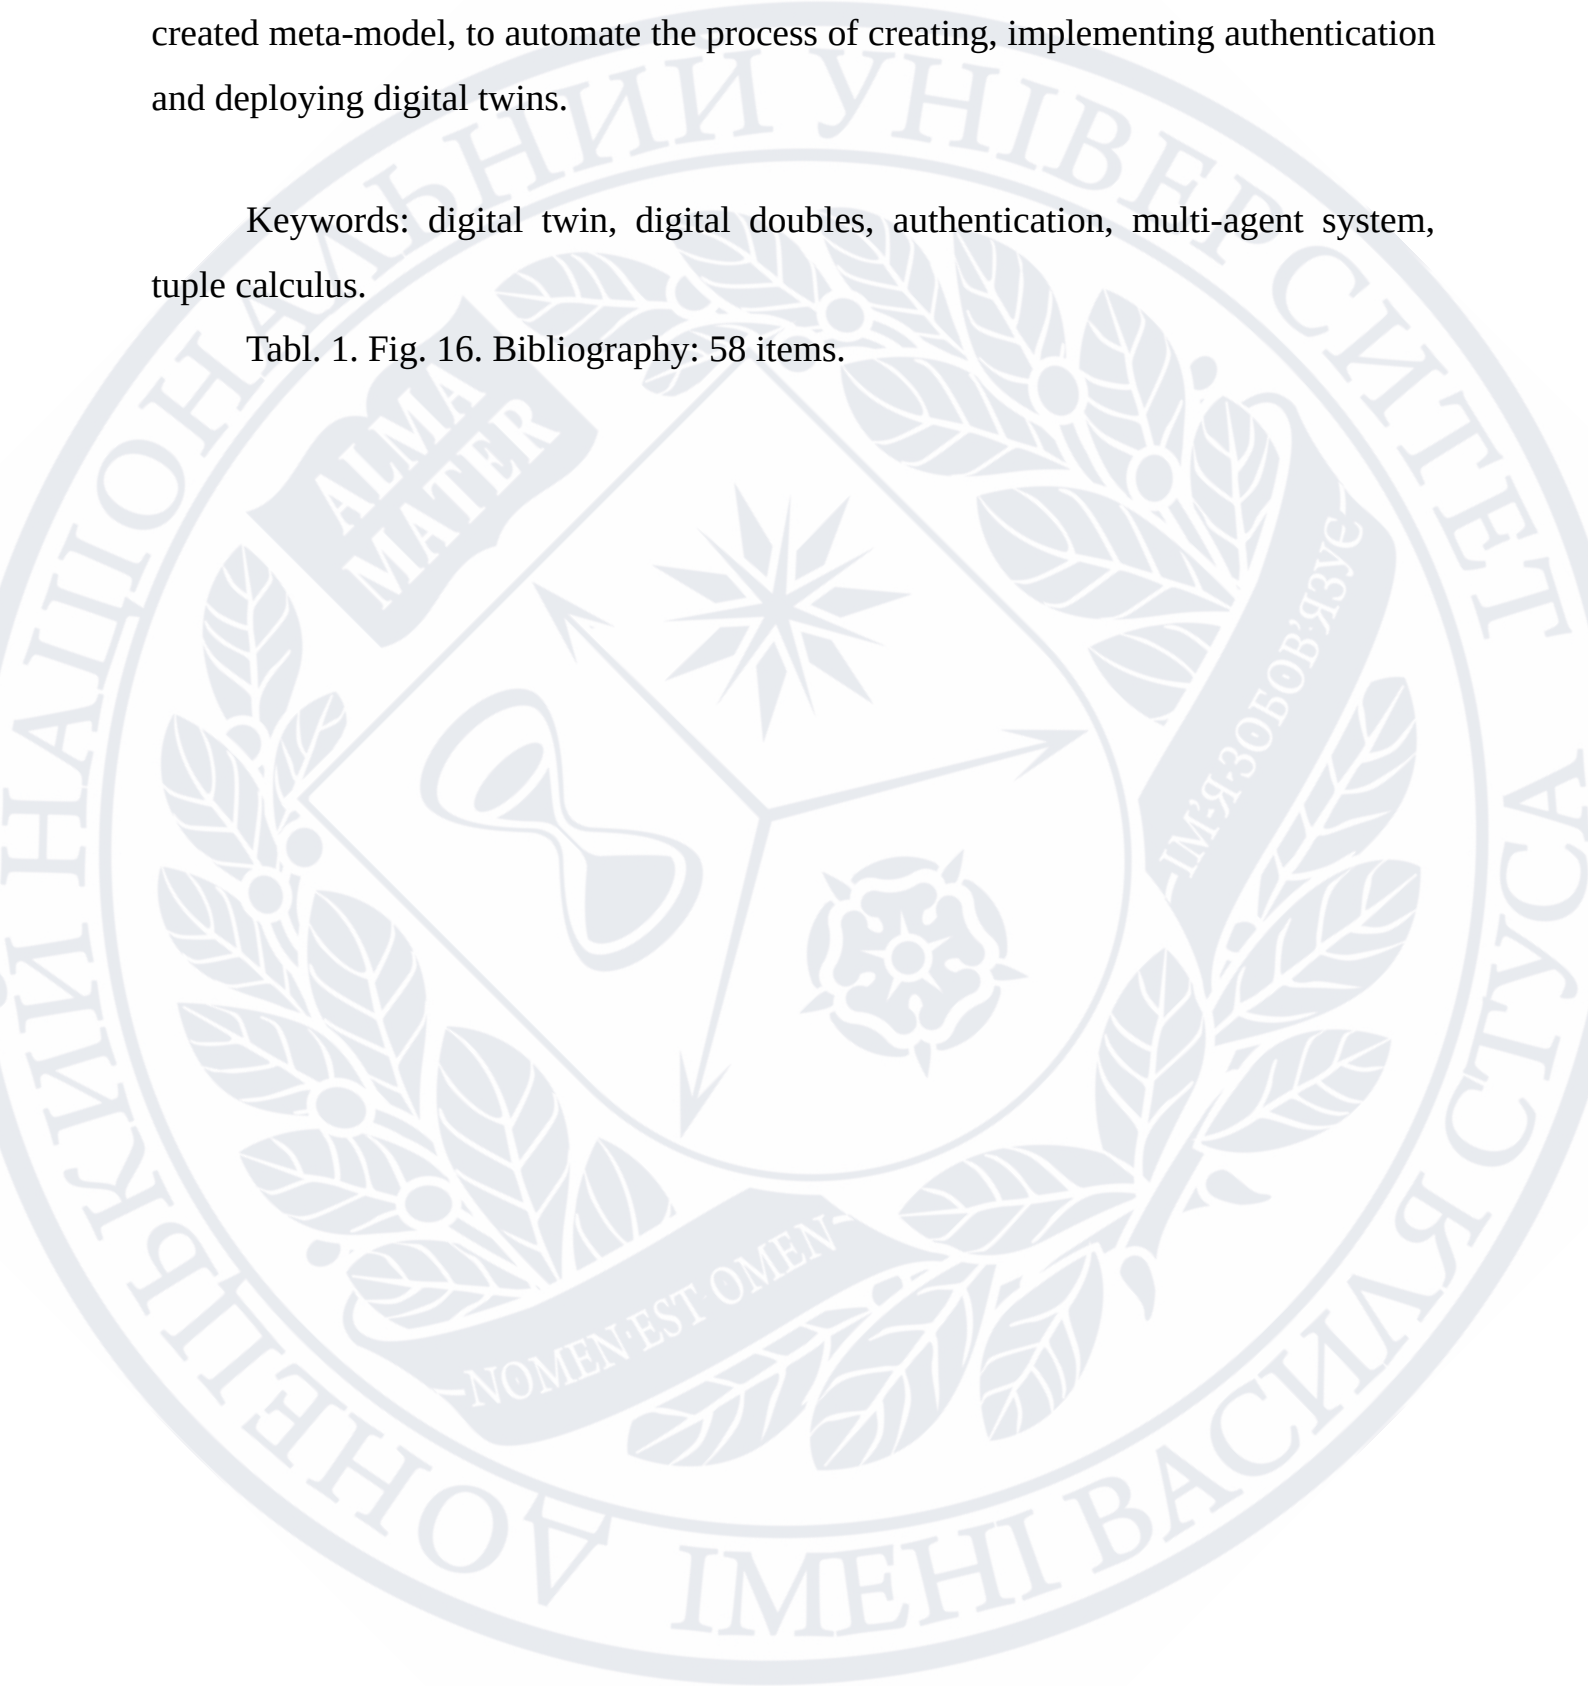 created meta-model, to automate the process of creating, implementing authentication
and deploying digital twins.
Keywords: digital twin, digital doubles, authentication, multi-agent system,
tuple calculus.
Tabl. 1. Fig. 16. Bibliography: 58 items.
ДОНЕЦЬКИЙ НАЦІОНАЛЬНИЙ УНІВЕРСИТЕТ
ІМЕНІ ВАСИЛЯ СТУСА
ALMA
MATER
ІМ'Я·ЗОБОВ'ЯЗУЄ
NOMEN·EST·OMEN